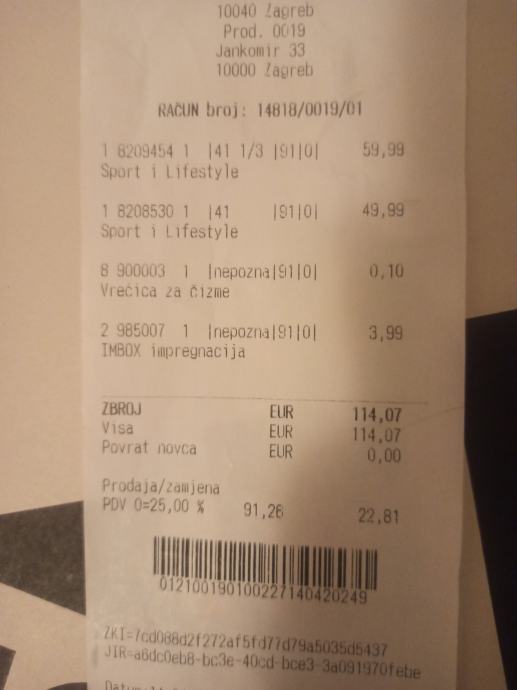 10040 Zagreb
Prod. 0019
Jankomir 33
10000 Zagreb
RAČUN broj: 14818/0019/01
1 8209454 1 |41 1/3 |91|0| 59,99
Sport i Lifestyle
1 8208530 1 |41 |91|0| 49,99
Sport i Lifestyle
8 900003 1 |nepozna|91|0| 0,10
Vrećica za čizme
2 985007 1 |nepozna|91|0| 3,99
IMBOX impregnacija
ZBROJ EUR 114,07
Visa EUR 114,07
Povrat novca EUR 0,00
Prodaja/zamjena
PDV 0=25,00 % 91,26 22,81
012100190100227140420249
ZKI=7cd088d2f272af5fd77d79a5035d5437
JIR=a6dc0eb8-bc3e-40cd-bce3-3a091970febe